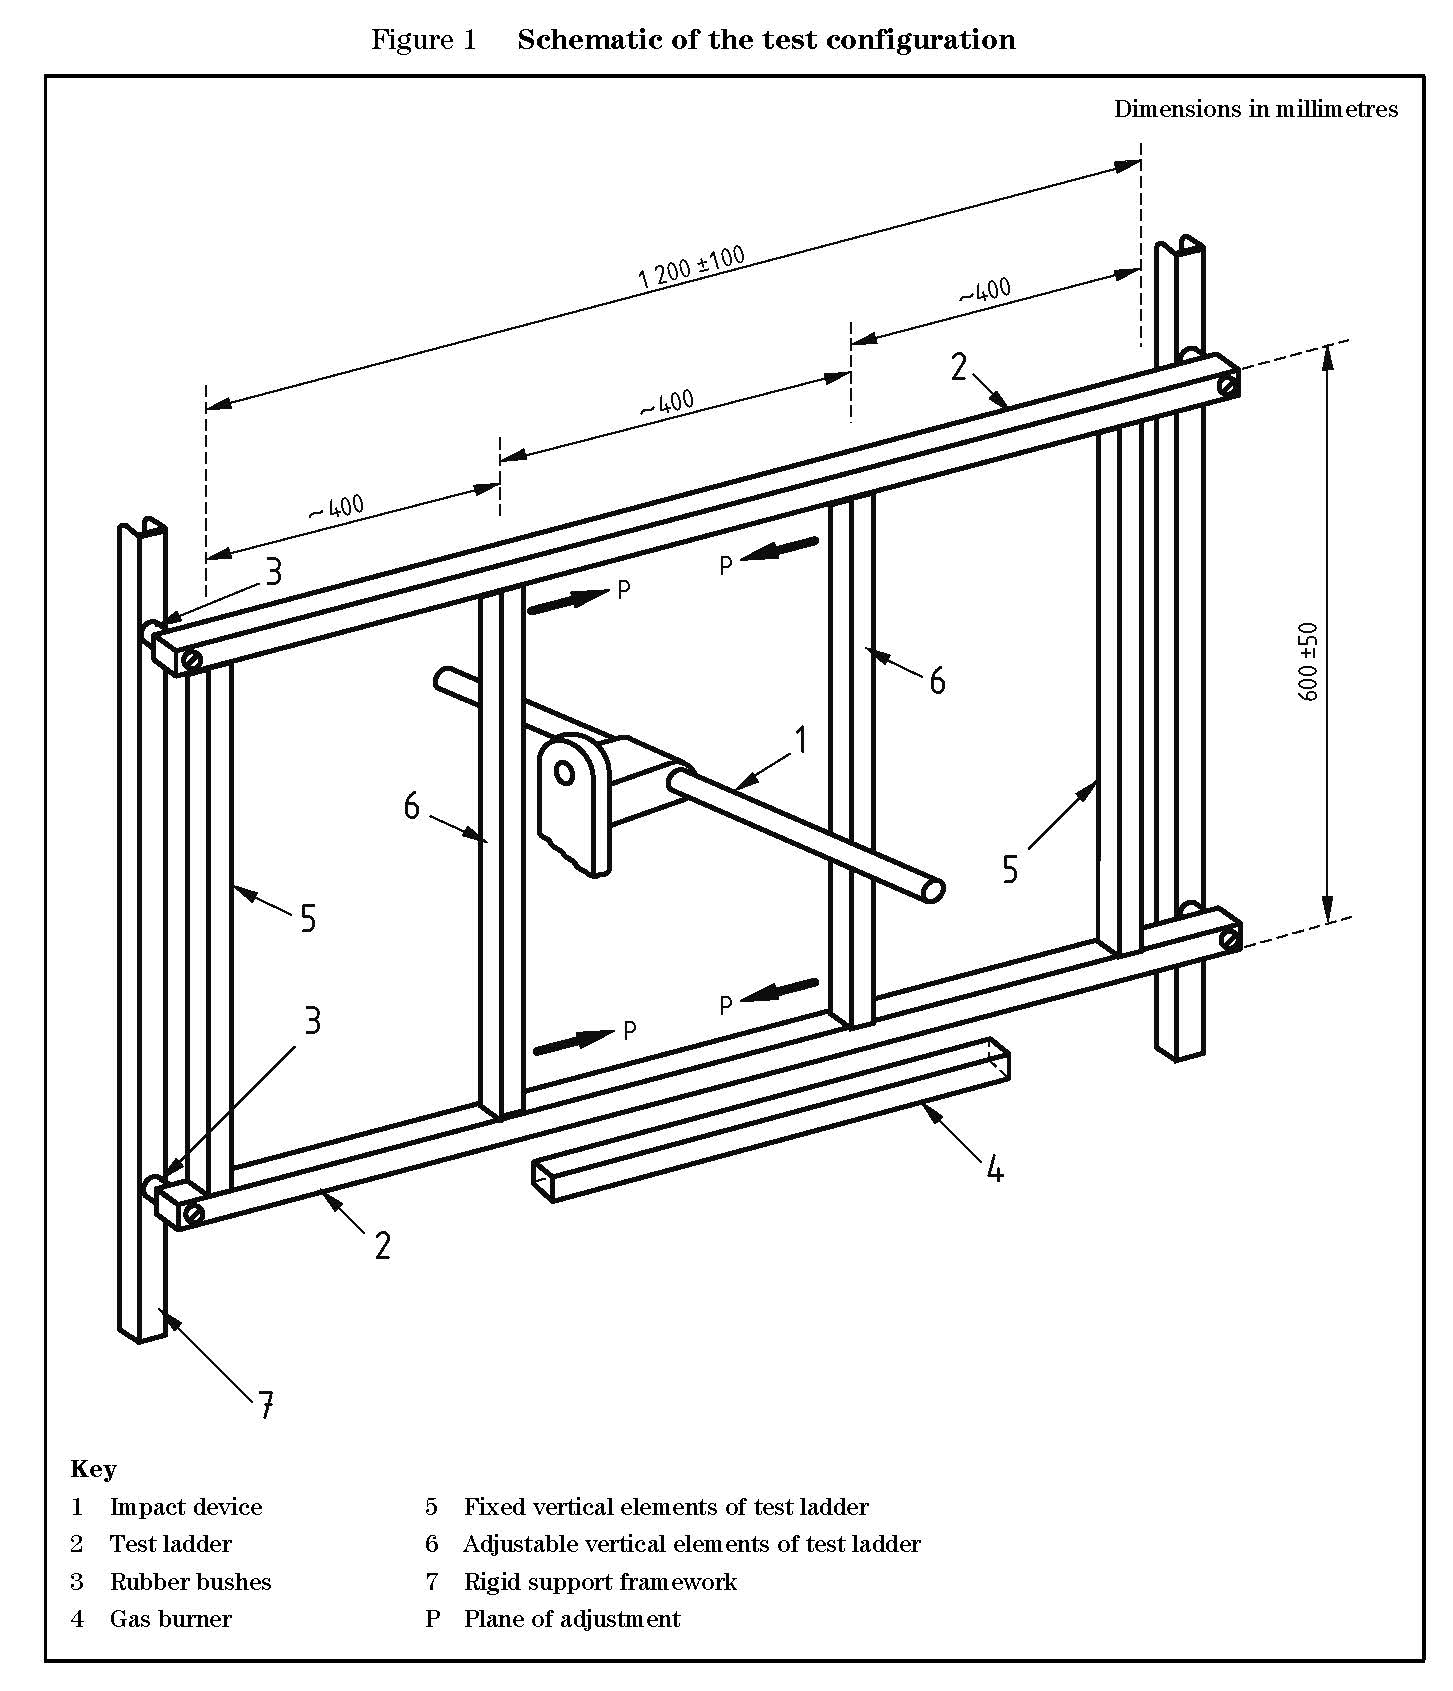 Figure 1 Schematic of the test configuration
Dimensions in millimetres
1 200 ±100
~400
~400
2
~400
3
P
P
600 ±50
6
1
6
5
5
3
P
P
4
2
7
Key
1 Impact device
2 Test ladder
3 Rubber bushes
4 Gas burner
5 Fixed vertical elements of test ladder
6 Adjustable vertical elements of test ladder
7 Rigid support framework
P Plane of adjustment